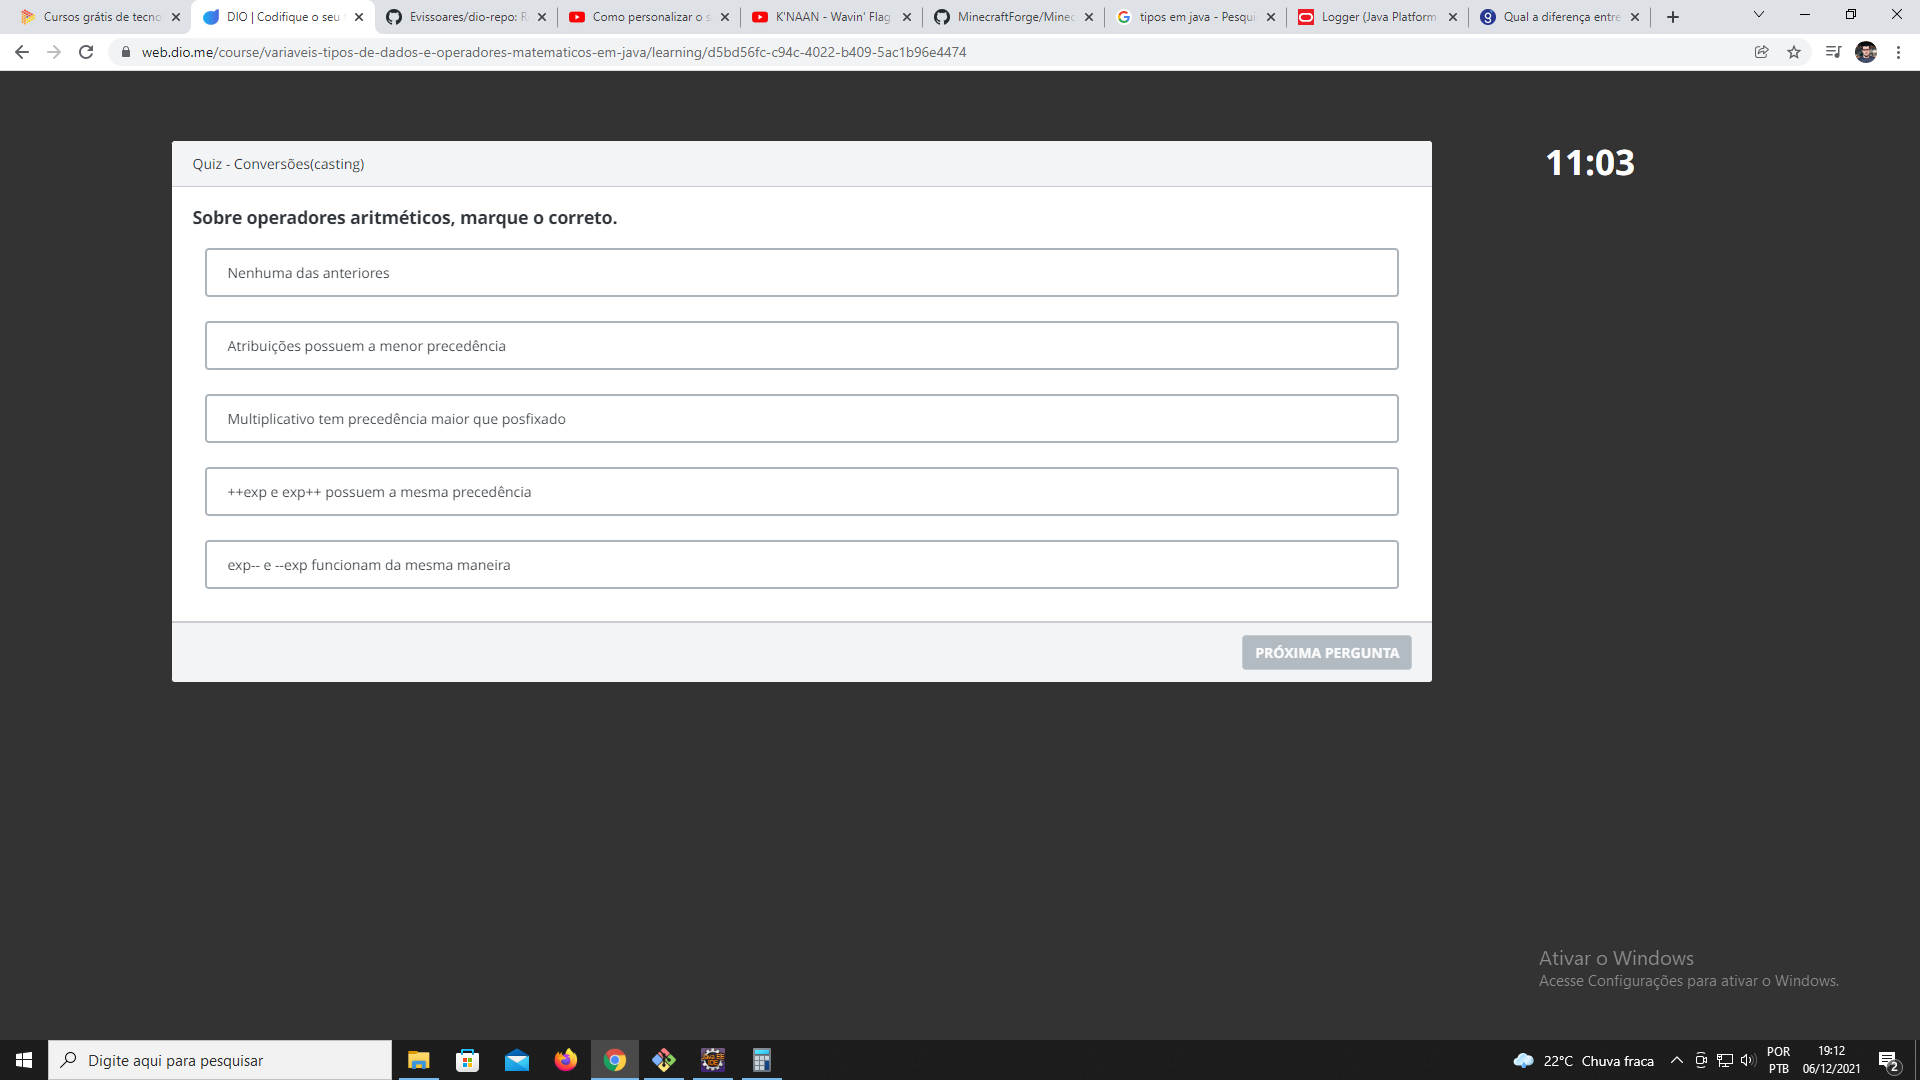 Cursos grátis de tecno
DIO | Codifique o seu
Evissoares/dio-repo: R
Como personalizar o s
K'NAAN - Wavin' Flag
MinecraftForge/Minec
tipos em java - Pesqui
Logger (Java Platform
Qual a diferença entre
web.dio.me/course/variaveis-tipos-de-dados-e-operadores-matematicos-em-java/learning/d5bd56fc-c94c-4022-b409-5ac1b96e4474
Quiz - Conversões(casting)
11:03
Sobre operadores aritméticos, marque o correto.
Nenhuma das anteriores
Atribuições possuem a menor precedência
Multiplicativo tem precedência maior que posfixado
++exp e exp++ possuem a mesma precedência
exp-- e --exp funcionam da mesma maneira
PRÓXIMA PERGUNTA
Ativar o Windows
Acesse Configurações para ativar o Windows.
Digite aqui para pesquisar
22°C Chuva fraca
POR
PTB
19:12
06/12/2021
2